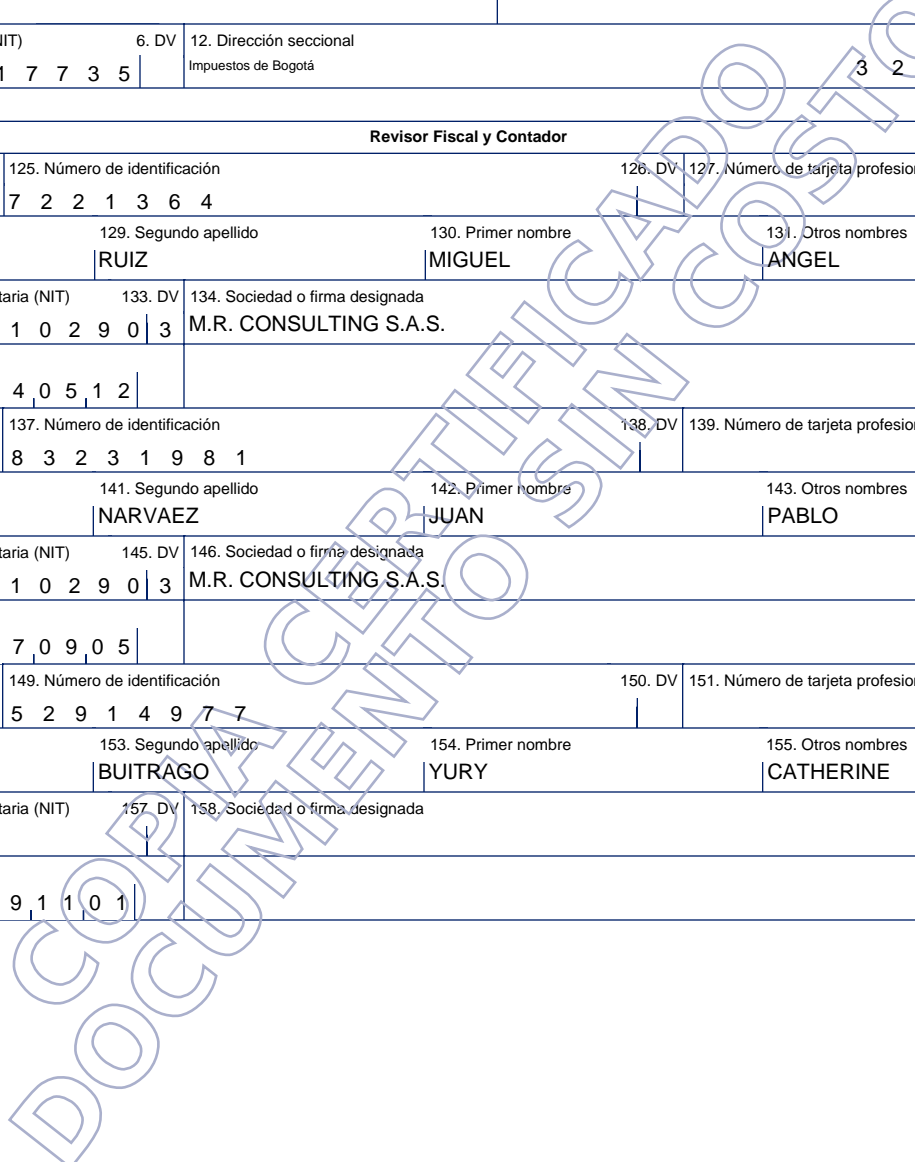 NIT) 6. DV 12. Dirección seccional
1 7 7 3 5 Impuestos de Bogotá 3 2
Revisor Fiscal y Contador
125. Número de identificación 126. DV 127. Número de tarjeta profesion
7 2 2 1 3 6 4
129. Segundo apellido 130. Primer nombre 131. Otros nombres
RUIZ MIGUEL ANGEL
taria (NIT) 133. DV 134. Sociedad o firma designada
1 0 2 9 0 3 M.R. CONSULTING S.A.S.
4 0 5 1 2
137. Número de identificación 138. DV 139. Número de tarjeta profesion
8 3 2 3 1 9 8 1
141. Segundo apellido 142. Primer nombre 143. Otros nombres
NARVAEZ JUAN PABLO
taria (NIT) 145. DV 146. Sociedad o firma designada
1 0 2 9 0 3 M.R. CONSULTING S.A.S.
7 0 9 0 5
149. Número de identificación 150. DV 151. Número de tarjeta profesion
5 2 9 1 4 9 7 7
153. Segundo apellido 154. Primer nombre 155. Otros nombres
BUITRAGO YURY CATHERINE
taria (NIT) 157. DV 158. Sociedad o firma designada
9 1 1 0 1
COPIA CERTIFICADO
DOCUMENTO SIN COSTO